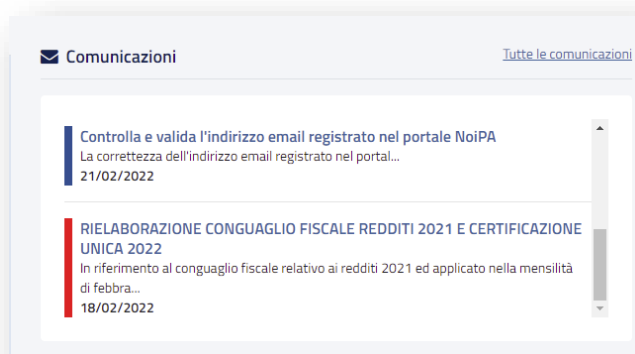 Comunicazioni
Tutte le comunicazioni
Controlla e valida l'indirizzo email registrato nel portale NoiPA
La correttezza dell'indirizzo email registrato nel portal...
21/02/2022
RIELABORAZIONE CONGUAGLIO FISCALE REDDITI 2021 E CERTIFICAZIONE
UNICA 2022
In riferimento al conguaglio fiscale relativo ai redditi 2021 ed applicato nella mensilità
di febbra...
18/02/2022